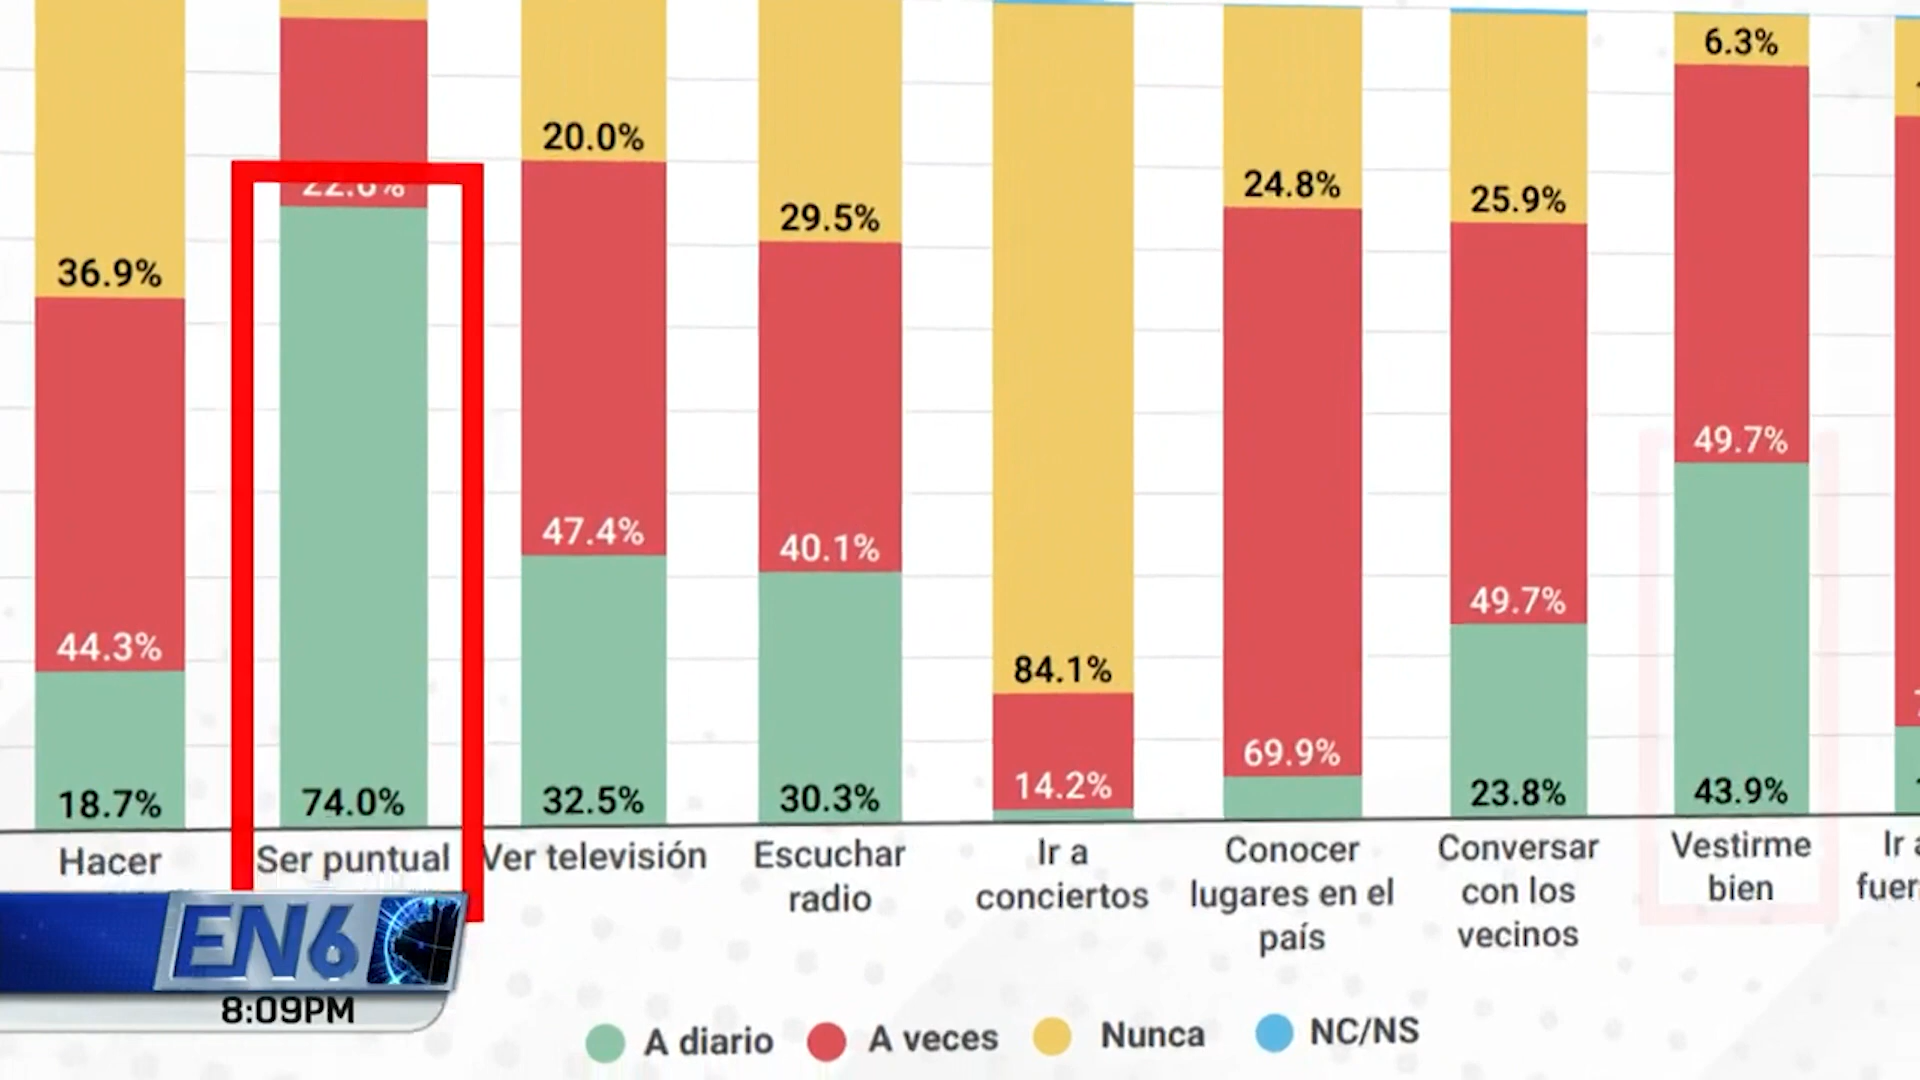 6.3%
20.0%
22.6%
24.8%
25.9%
29.5%
36.9%
49.7%
47.4%
40.1%
49.7%
44.3%
84.1%
69.9%
14.2%
18.7%
74.0%
32.5%
30.3%
23.8%
43.9%
Hacer
Ser puntual
Ver televisión
Escuchar
radio
Ir a
conciertos
Conocer
lugares en el
país
Conversar
con los
vecinos
Vestirme
bien
EN6
8:09PM
A diario
A veces
Nunca
NC/NS